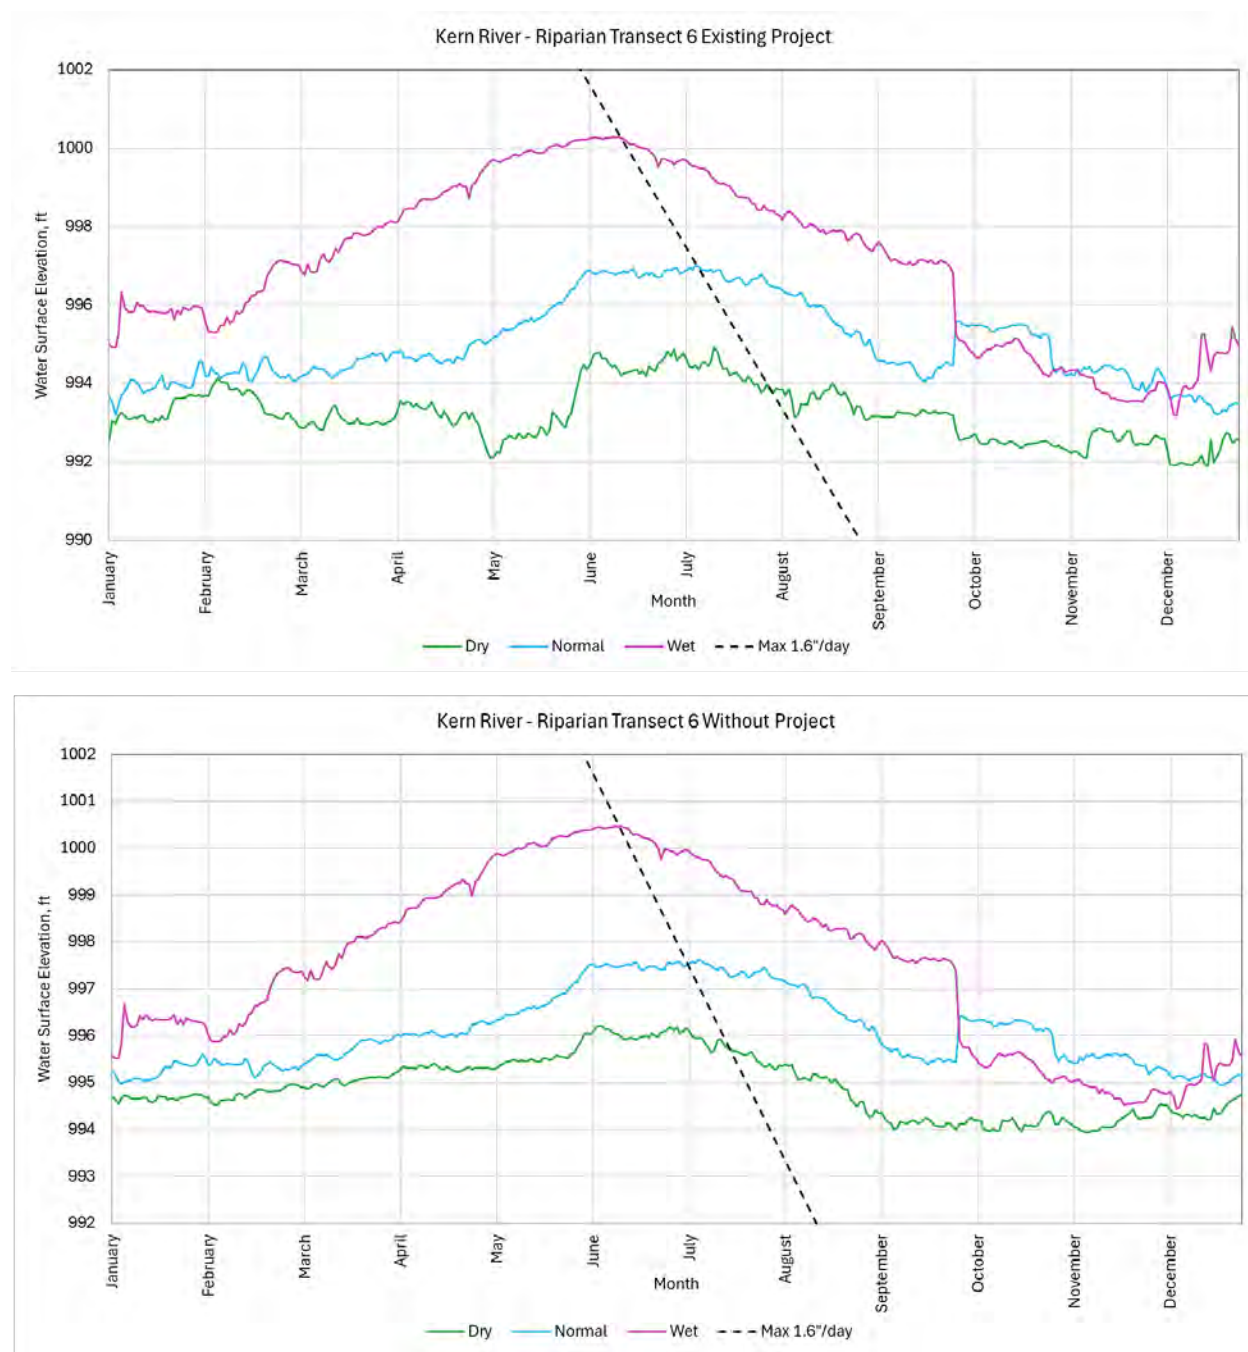 Kern River - Riparian Transect 6 Existing Project
Water Surface Elevation, ft
1002
1000
998
996
994
992
990
January
February
March
April
May
June
July
August
September
October
November
December
Month
Dry
Normal
Wet
Max 1.6"/day
Kern River - Riparian Transect 6 Without Project
Water Surface Elevation, ft
1002
1001
1000
999
998
997
996
995
994
993
992
January
February
March
April
May
June
July
August
September
October
November
December
Month
Dry
Normal
Wet
Max 1.6"/day